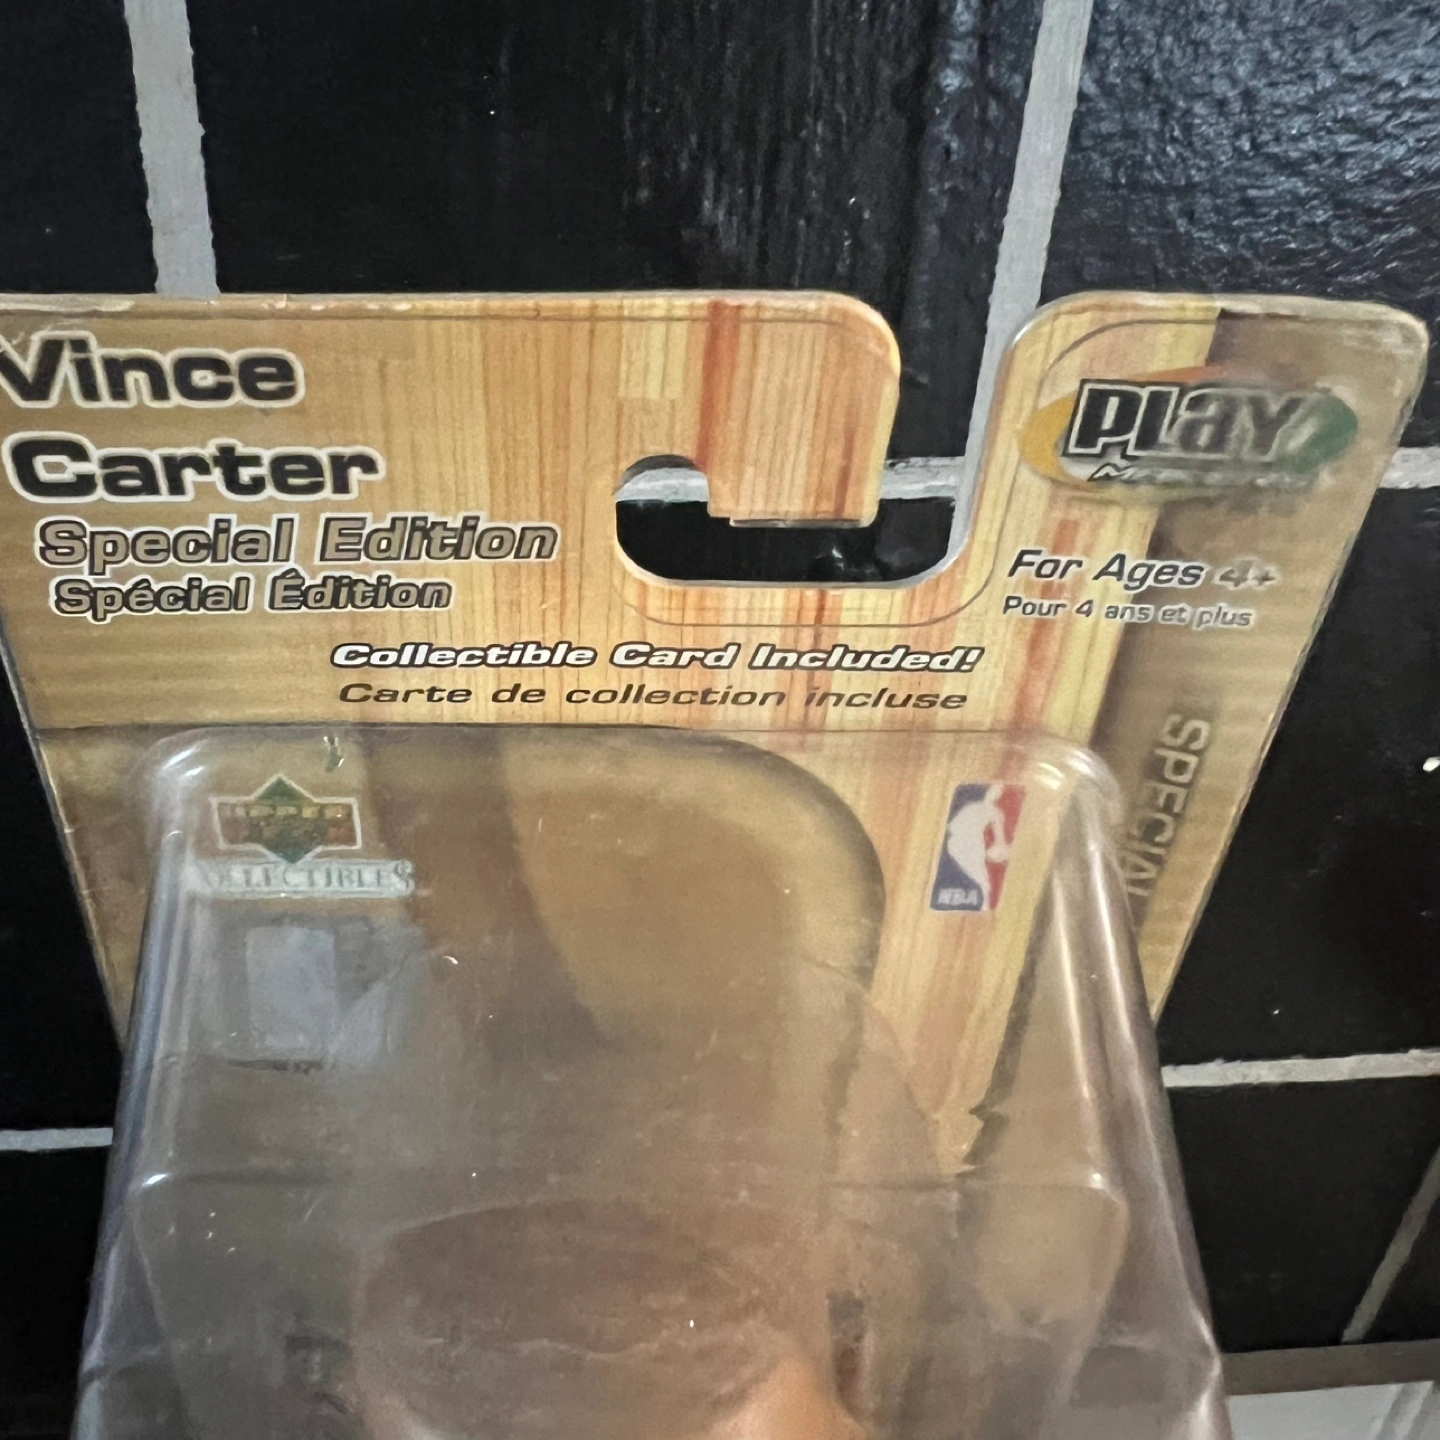 Vince
Carter
Special Edition
Spécial Édition
PLAY
For Ages 4+
Pour 4 ans et plus
Collectible Card Included!
Carte de collection incluse
UPPER
COLLECTIBLES
NBA
SPECIAL